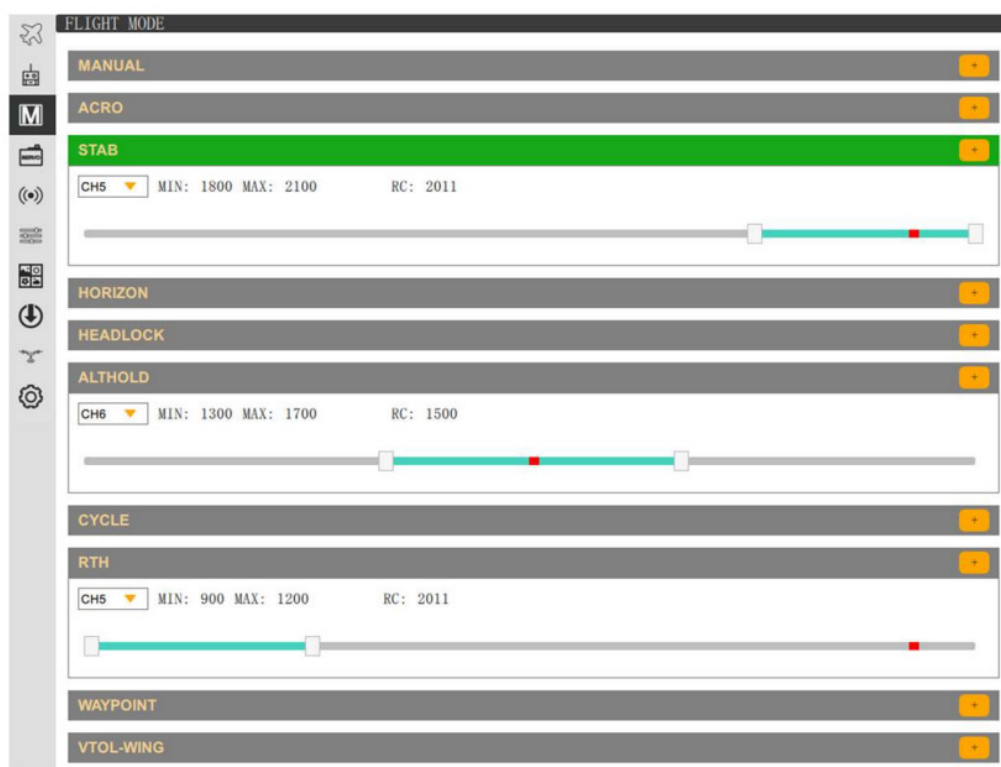 FLIGHT MODE
MANUAL +
ACRO +
STAB +
CH5 MIN: 1800 MAX: 2100 RC: 2011
HORIZON +
HEADLOCK +
ALTHOLD +
CH6 MIN: 1300 MAX: 1700 RC: 1500
CYCLE +
RTH +
CH5 MIN: 900 MAX: 1200 RC: 2011
WAYPOINT +
VTOL-WING +
M